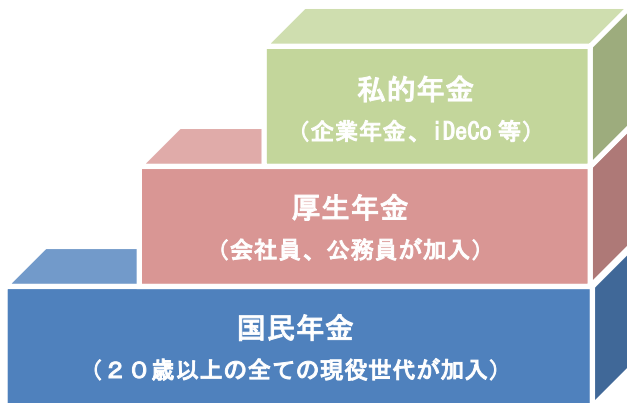 私的年金
（企業年金、iDeCo 等）
厚生年金
（会社員、公務員が加入）
国民年金
（２０歳以上の全ての現役世代が加入）